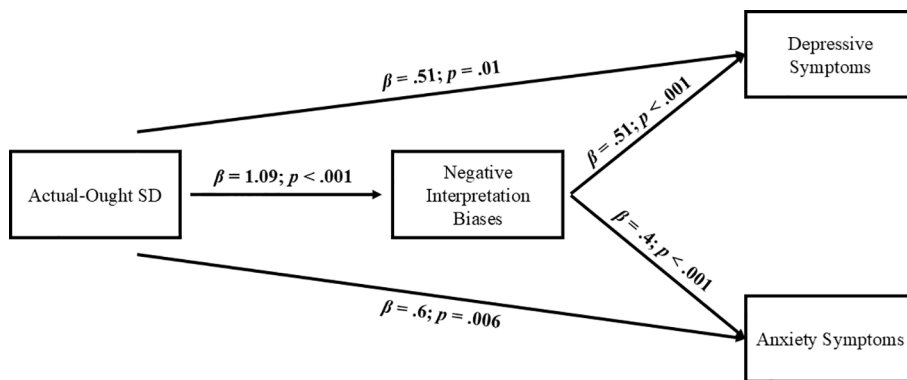 Depressive
Symptoms
β = .51; p = .01
β = .51; p < .001
Actual-Ought SD
β = 1.09; p < .001
Negative
Interpretation
Biases
β = .4; p < .001
β = .6; p = .006
Anxiety Symptoms